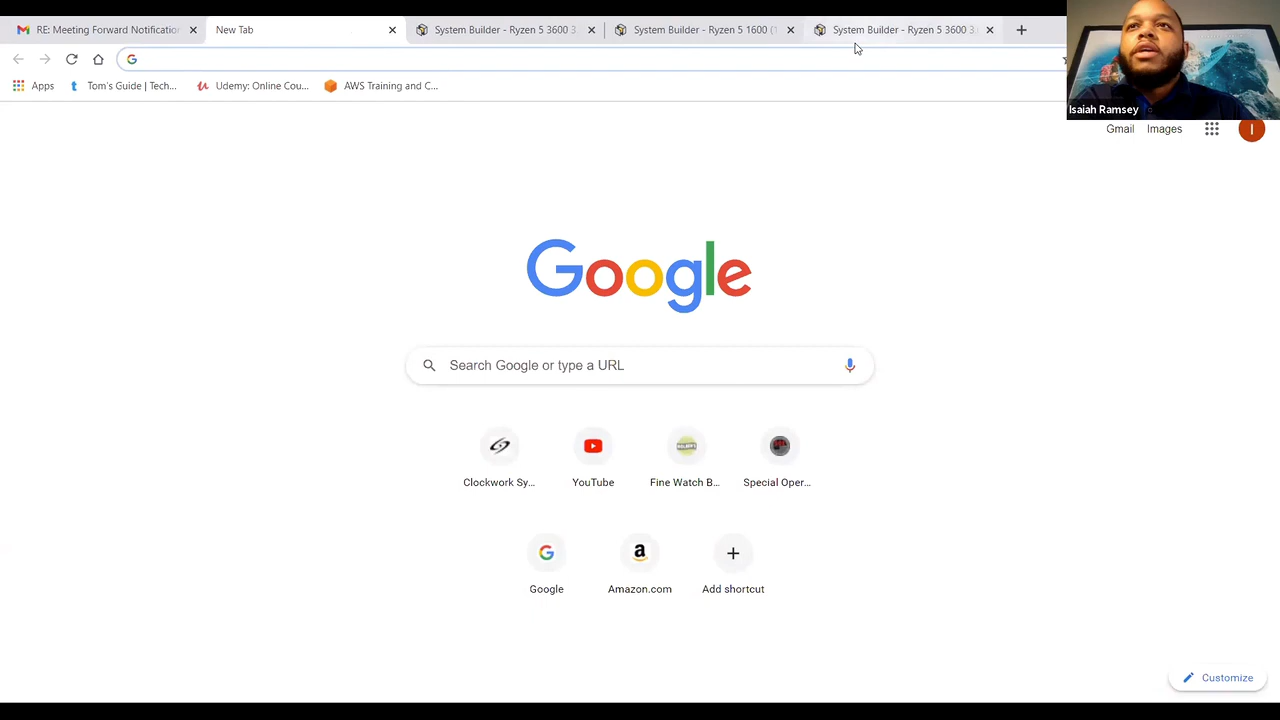 RE: Meeting Forward Notification
New Tab
System Builder - Ryzen 5 3600 3
System Builder - Ryzen 5 1600 (1
System Builder - Ryzen 5 3600 3.
Apps
Tom's Guide | Tech...
Udemy: Online Cou...
AWS Training and C...
Isaiah Ramsey
Gmail
Images
I
Google
Search Google or type a URL
Clockwork Sy...
YouTube
Fine Watch B...
Special Oper...
Google
Amazon.com
Add shortcut
Customize